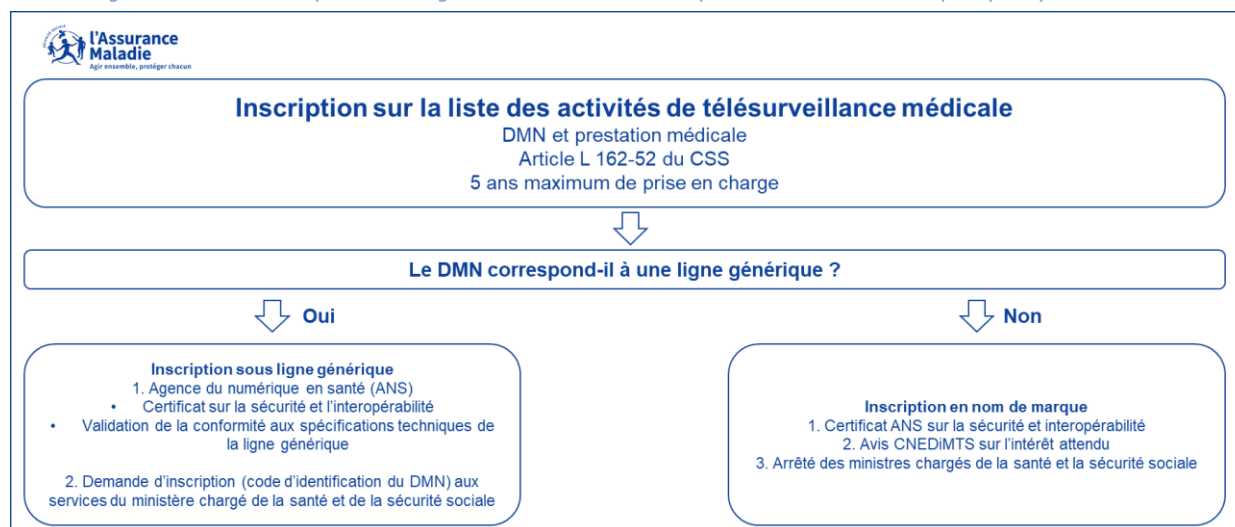 l'Assurance
Maladie
Agir ensemble, protéger chacun
Inscription sur la liste des activités de télésurveillance médicale
DMN et prestation médicale
Article L 162-52 du CSS
5 ans maximum de prise en charge
Le DMN correspond-il à une ligne générique ?
Oui
Non
Inscription sous ligne générique
1. Agence du numérique en santé (ANS)
• Certificat sur la sécurité et l'interopérabilité
• Validation de la conformité aux spécifications techniques de
la ligne générique
2. Demande d'inscription (code d'identification du DMN) aux
services du ministère chargé de la santé et de la sécurité sociale
Inscription en nom de marque
1. Certificat ANS sur la sécurité et interopérabilité
2. Avis CNEDiMTS sur l'intérêt attendu
3. Arrêté des ministres chargés de la santé et la sécurité sociale